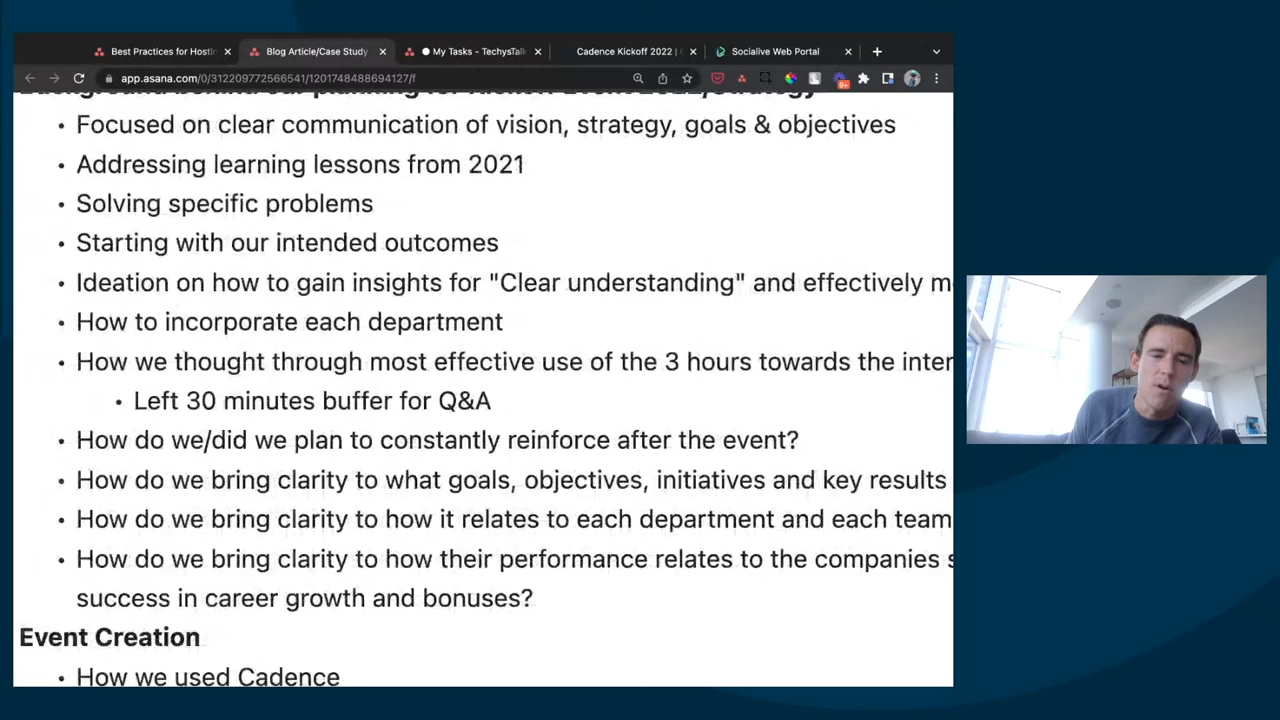 Best Practices for Hostin
Blog Article/Case Study
My Tasks - TechysTalk
Cadence Kickoff 2022 |
Socialive Web Portal
app.asana.com/0/312209772566541/1201748488694127/f
• Focused on clear communication of vision, strategy, goals & objectives
• Addressing learning lessons from 2021
• Solving specific problems
• Starting with our intended outcomes
• Ideation on how to gain insights for "Clear understanding" and effectively m
• How to incorporate each department
• How we thought through most effective use of the 3 hours towards the inter
• Left 30 minutes buffer for Q&A
• How do we/did we plan to constantly reinforce after the event?
• How do we bring clarity to what goals, objectives, initiatives and key results
• How do we bring clarity to how it relates to each department and each team
• How do we bring clarity to how their performance relates to the companies s
success in career growth and bonuses?
Event Creation
• How we used Cadence